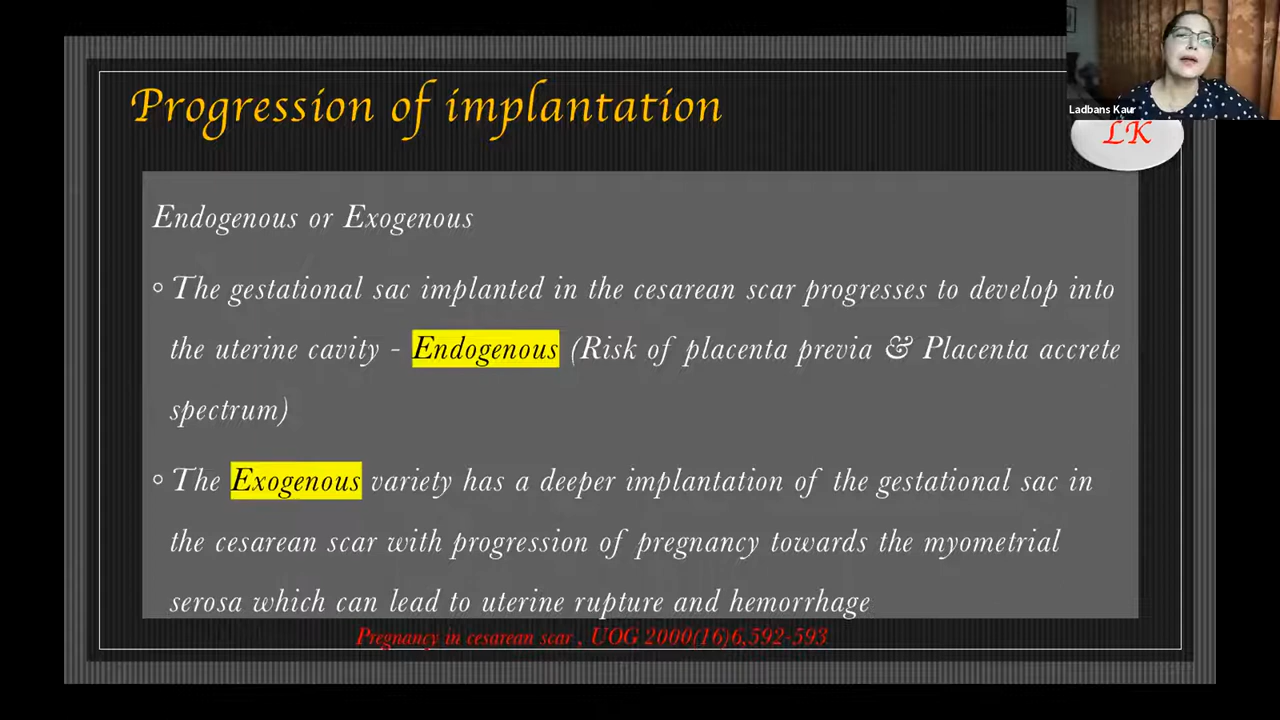 Progression of implantation
Ladbans Kaur
LK
Endogenous or Exogenous
The gestational sac implanted in the cesarean scar progresses to develop into
the uterine cavity - Endogenous (Risk of placenta previa & Placenta accrete
spectrum)
The Exogenous variety has a deeper implantation of the gestational sac in
the cesarean scar with progression of pregnancy towards the myometrial
serosa which can lead to uterine rupture and hemorrhage
Pregnancy in cesarean scar , UOG 2000(16)6,592-593